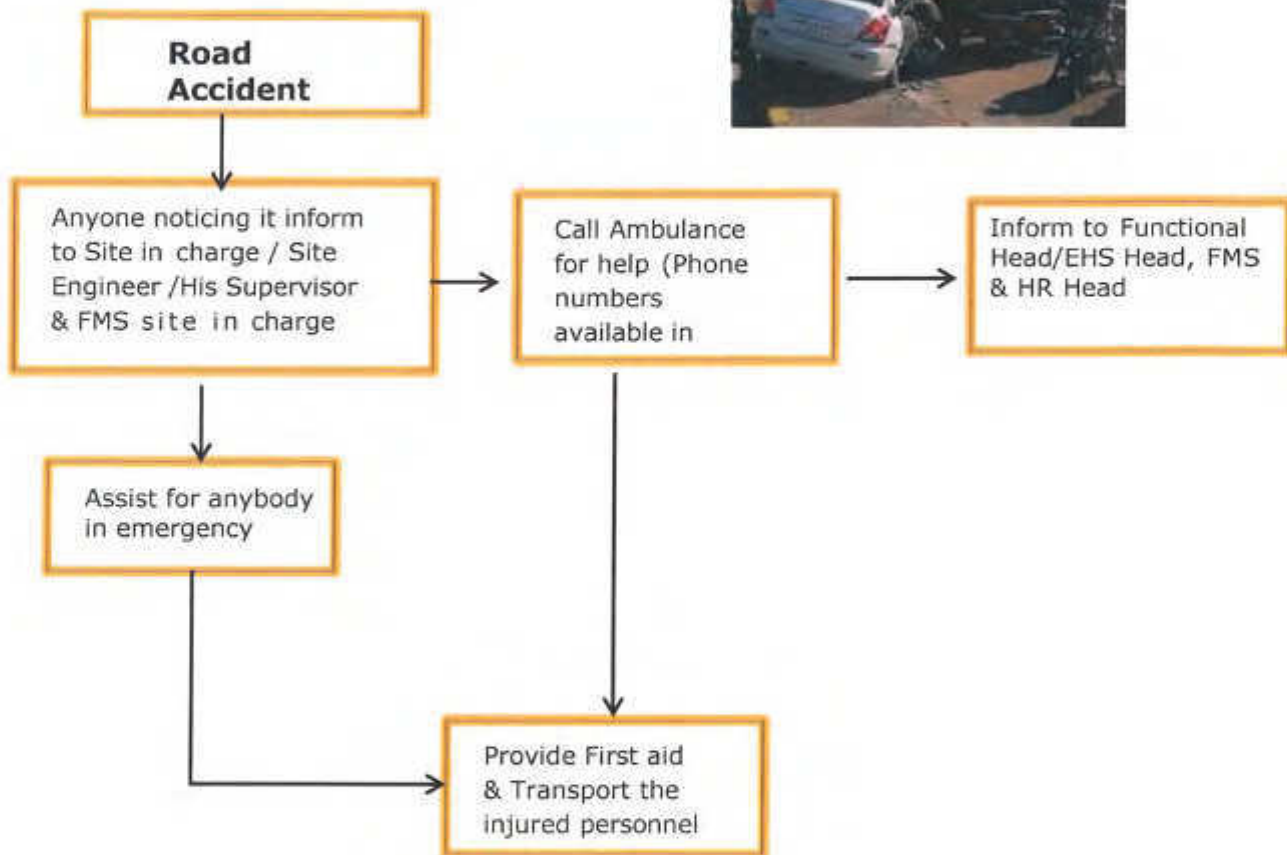 Road
Accident
Anyone noticing it inform
to Site in charge / Site
Engineer /His Supervisor
& FMS site in charge
Call Ambulance
for help (Phone
numbers
available in
Inform to Functional
Head/EHS Head, FMS
& HR Head
Assist for anybody
in emergency
Provide First aid
& Transport the
injured personnel